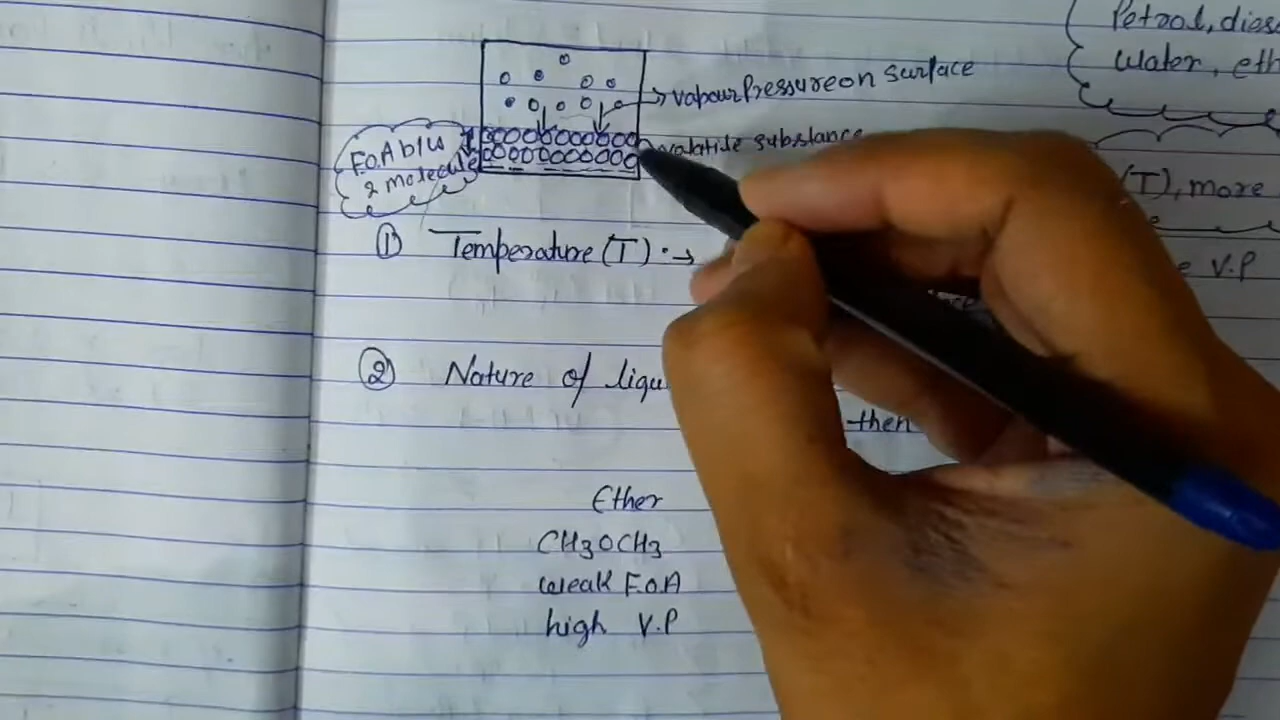 Petrol, dies
Water, eth
vapour Pressure on surface
volatile substance
F.O.A b/w
2 molecule
(T), more
① Temperature (T) :→
e V.P
② Nature of liqu
then
Ether
CH3OCH3
weak F.O.A
high V.P